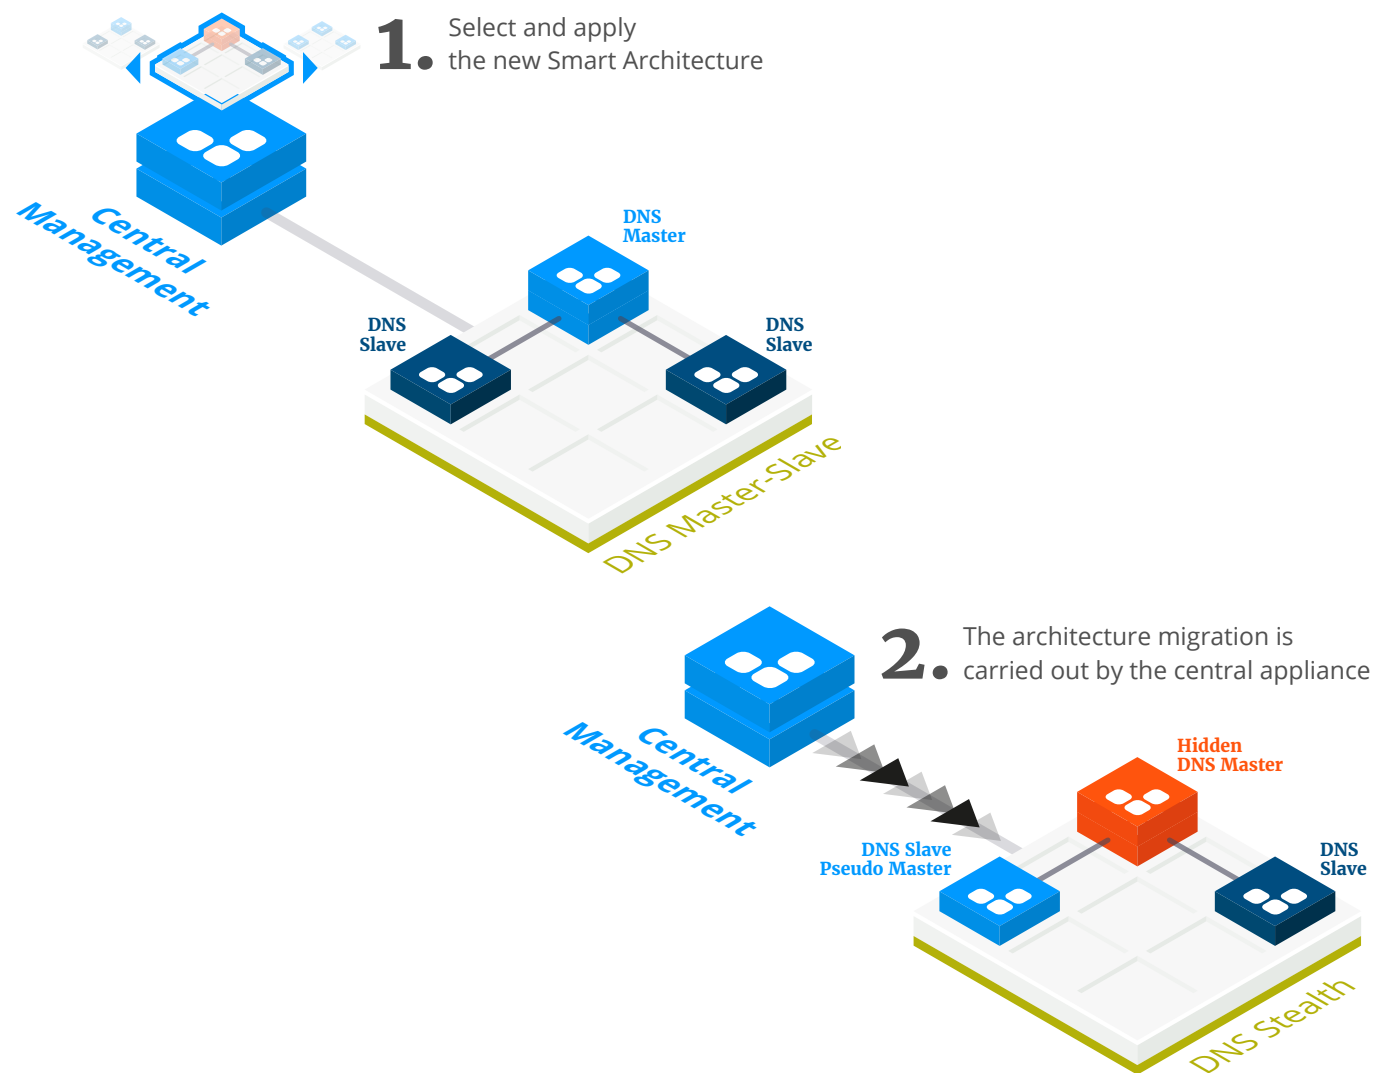 1.
Select and apply
the new Smart Architecture
Central
Management
DNS
Master
DNS
Slave
DNS
Slave
DNS Master-Slave
2.
The architecture migration is
carried out by the central appliance
Central
Management
Hidden
DNS Master
DNS Slave
Pseudo Master
DNS
Slave
DNS Stealth